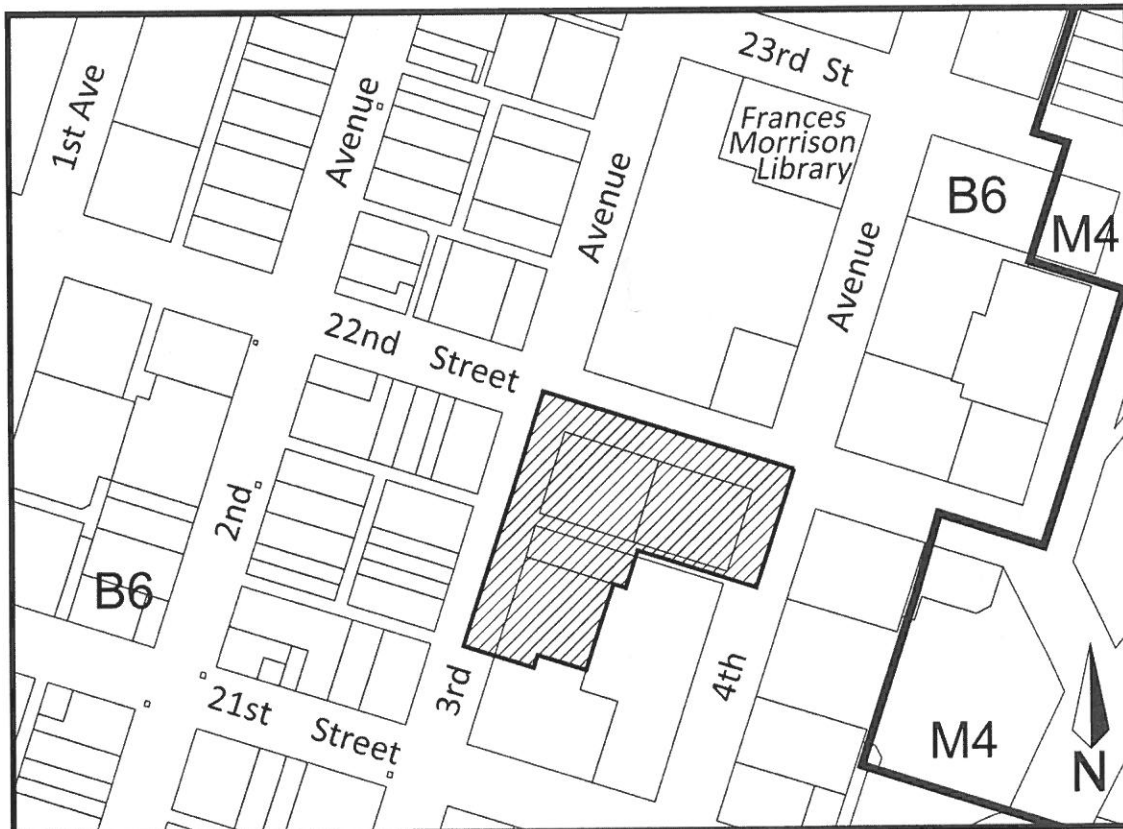 23rd St
1st Ave
Avenue
Frances
Morrison
Library
Avenue
B6
M4
Avenue
22nd Street
2nd
B6
3rd
4th
21st Street
M4
N